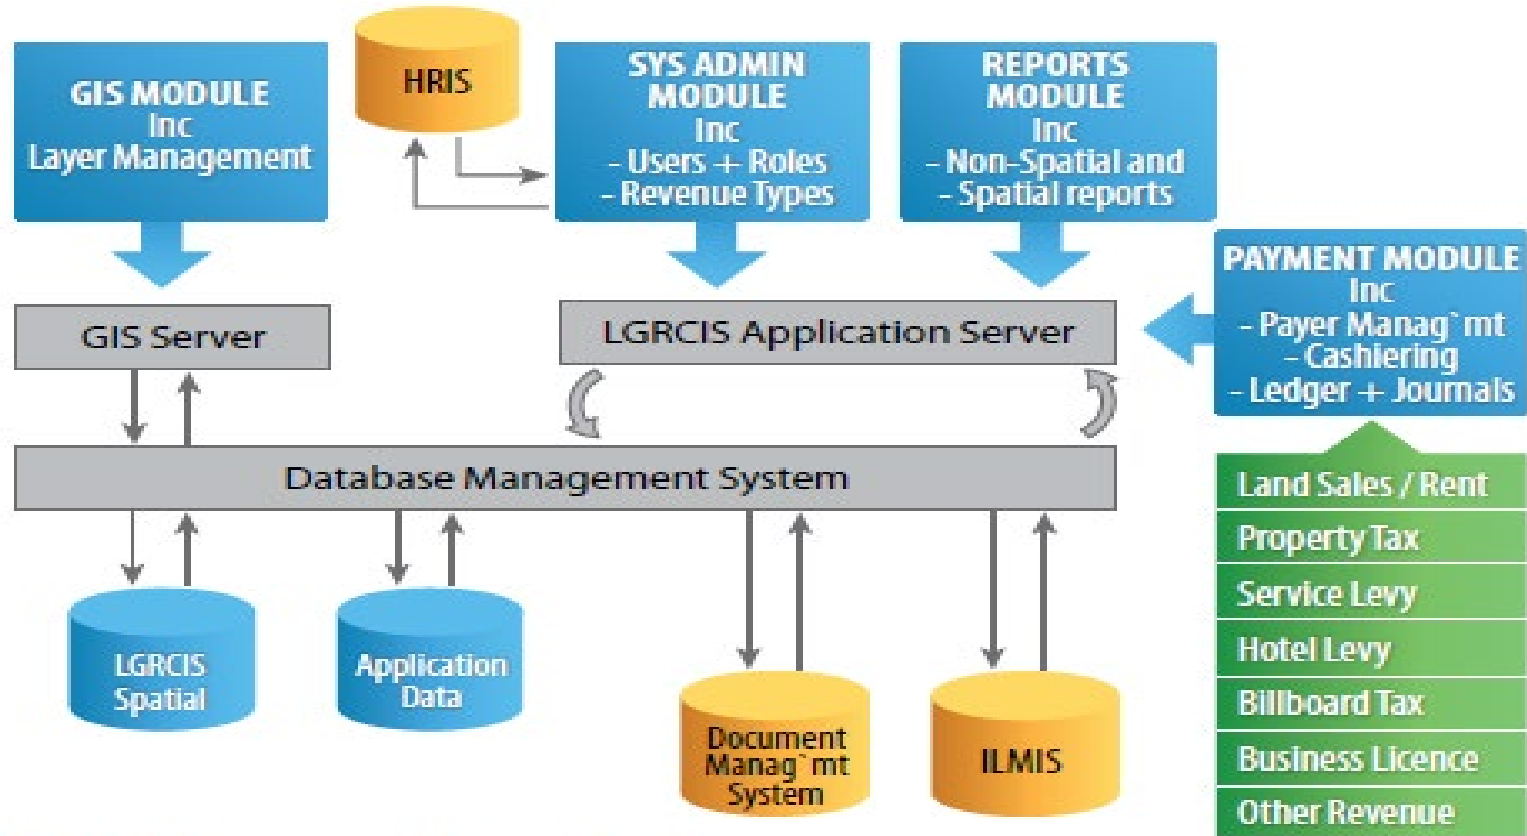 GIS MODULE
Inc
Layer Management
HRIS
SYS ADMIN
MODULE
Inc
- Users + Roles
- Revenue Types
REPORTS
MODULE
Inc
- Non-Spatial and
- Spatial reports
PAYMENT MODULE
Inc
- Payer Manag`mt
- Cashiering
- Ledger + Journals
GIS Server
LGRCIS Application Server
Database Management System
LGRCIS
Spatial
Application
Data
Document
Manag`mt
System
ILMIS
Land Sales / Rent
Property Tax
Service Levy
Hotel Levy
Billboard Tax
Business Licence
Other Revenue